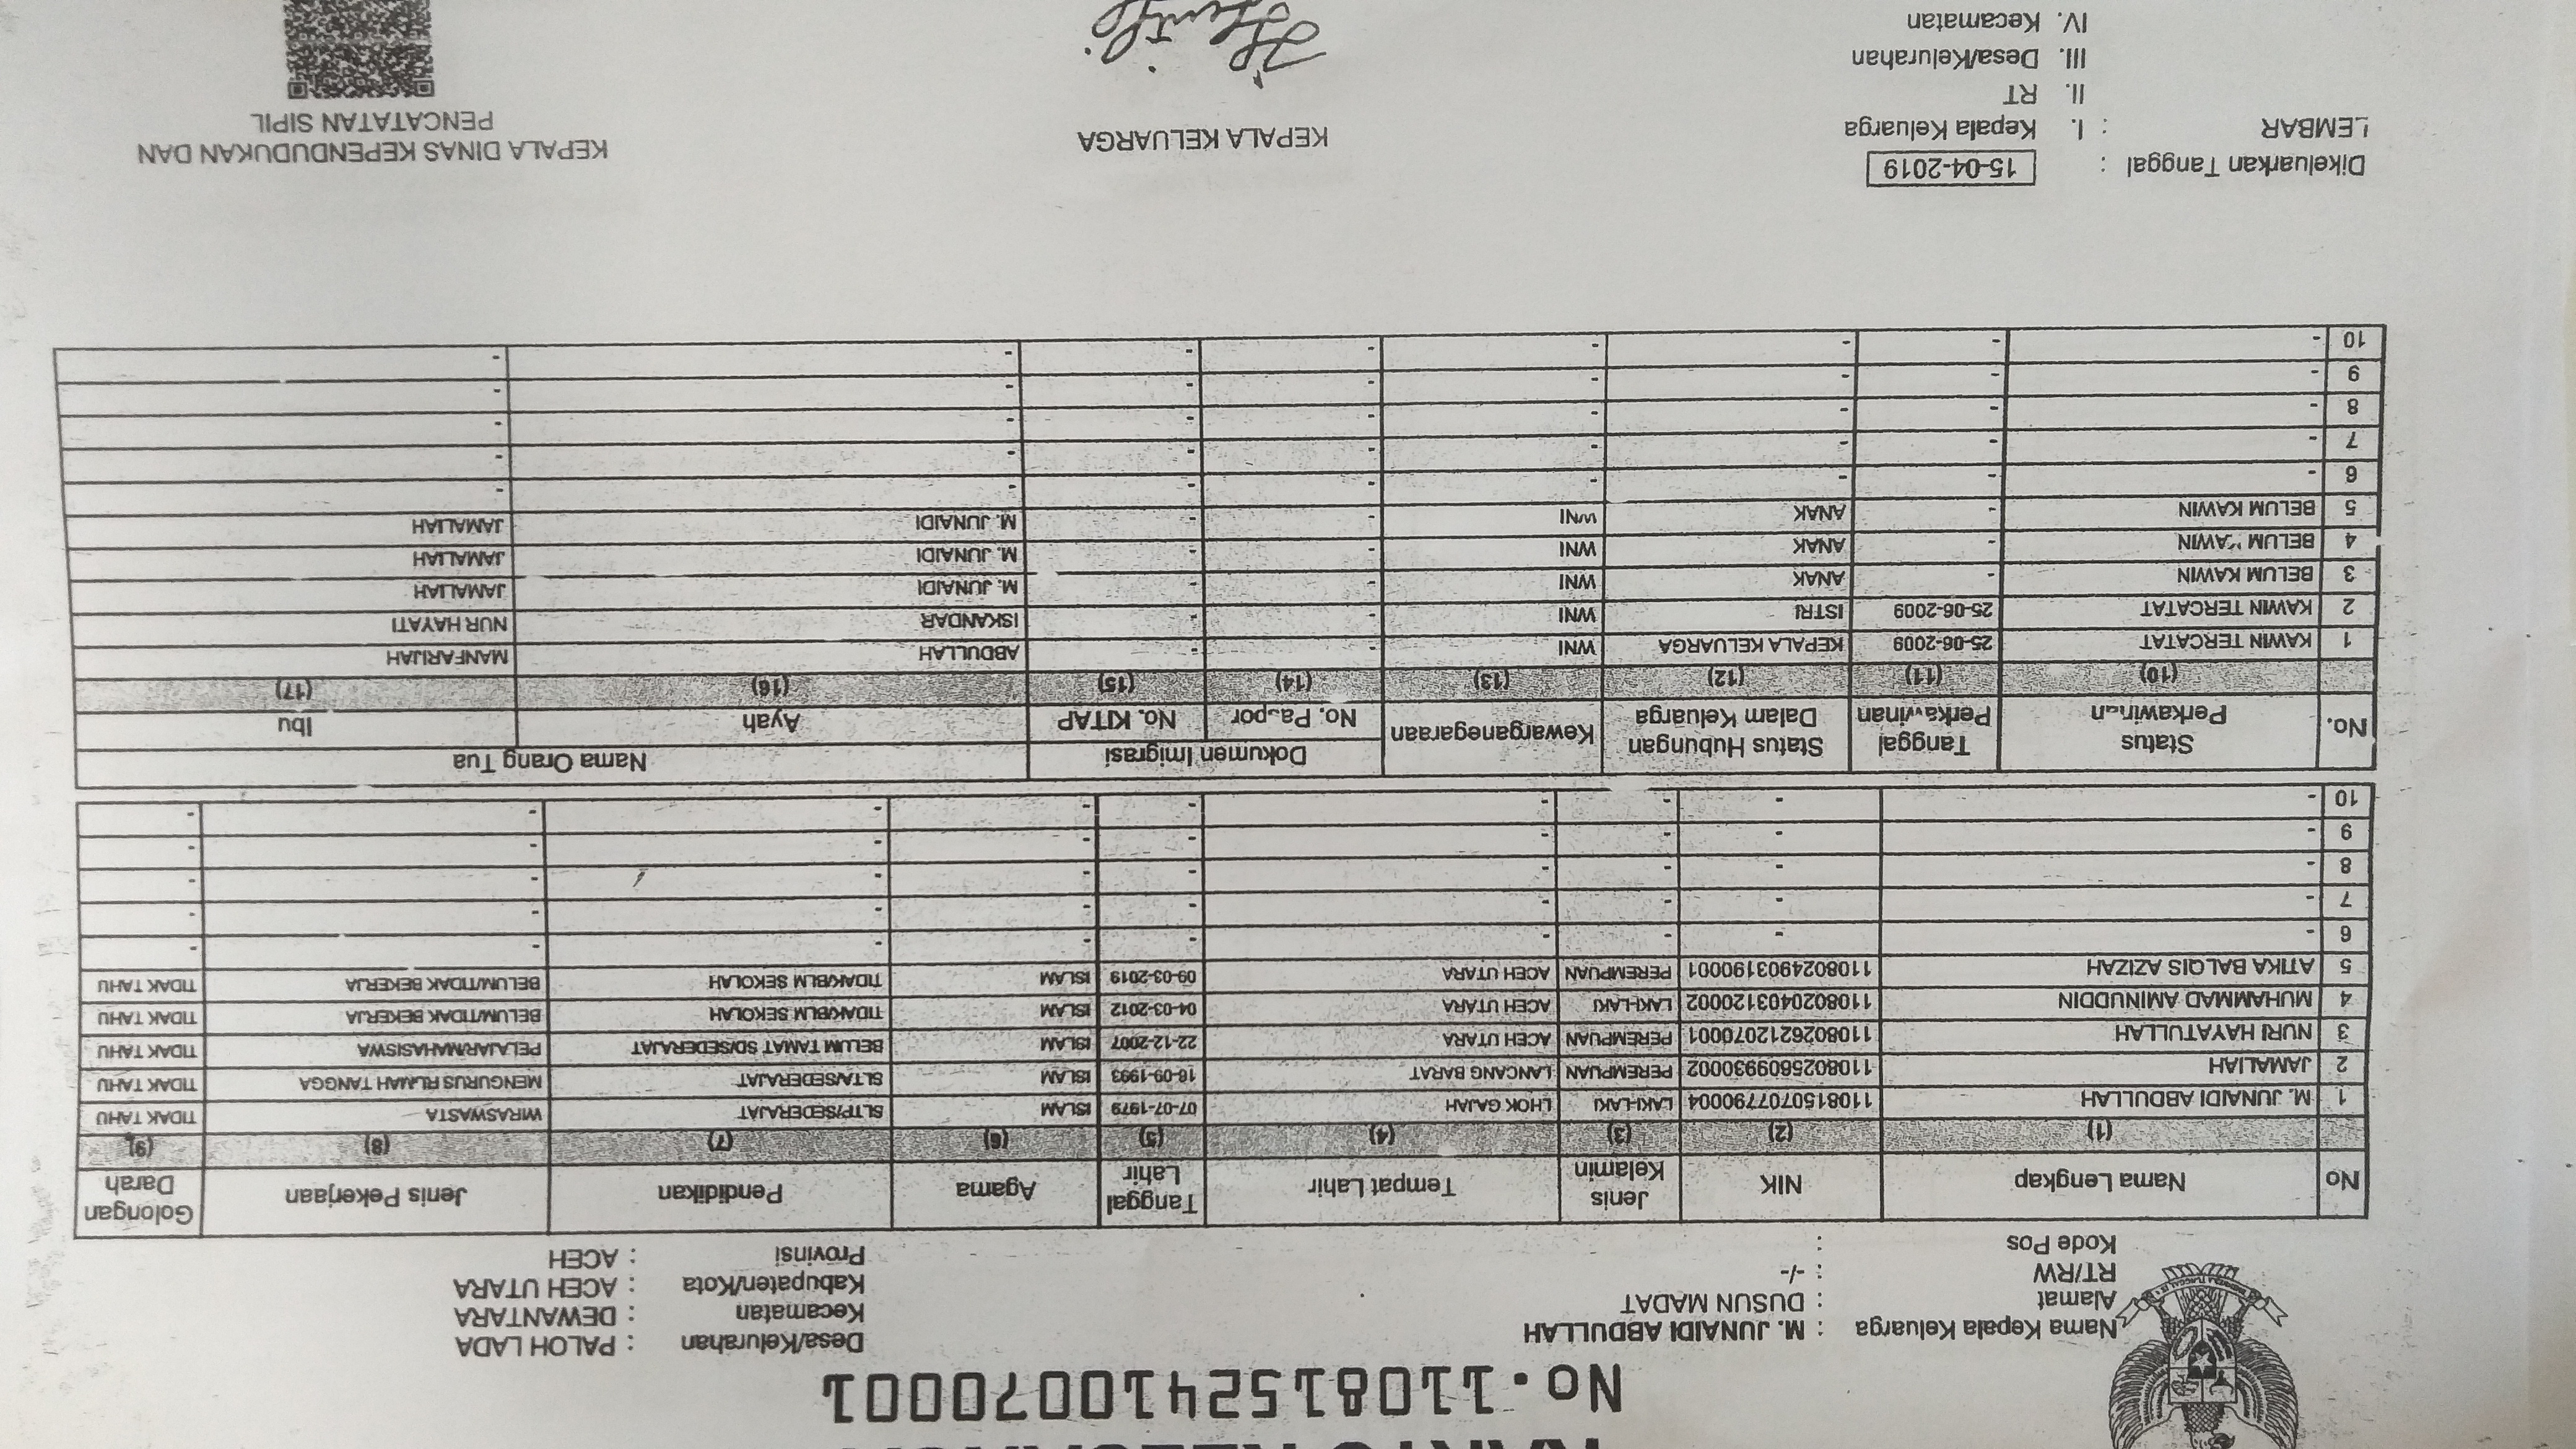 No. 1108152410070001
Nama Kepala Keluarga : M. JUNAIDI ABDULLAH
Alamat : DUSUN MADAT
RT/RW : -/-
Kode Pos :
Desa/Kelurahan : PALOH LADA
Kecamatan : DEWANTARA
Kabupaten/Kota : ACEH UTARA
Provinsi : ACEH
No Nama Lengkap NIK Jenis Kelamin Tempat Lahir Tanggal Lahir Agama Pendidikan Jenis Pekerjaan Golongan Darah
(1) (2) (3) (4) (5) (6) (7) (8) (9)
1 M. JUNAIDI ABDULLAH 1108150707790004 LAKI-LAKI LHOK GAJAH 07-07-1979 ISLAM SLTP/SEDERAJAT WIRASWASTA TIDAK TAHU
2 JAMALIAH 1108025609930002 PEREMPUAN LANCANG BARAT 16-09-1993 ISLAM SLTA/SEDERAJAT MENGURUS RUMAH TANGGA TIDAK TAHU
3 NURI HAYATULLAH 1108026212070001 PEREMPUAN ACEH UTARA 22-12-2007 ISLAM BELUM TAMAT SD/SEDERAJAT PELAJAR/MAHASISWA TIDAK TAHU
4 MUHAMMAD AMINUDDIN 1108020403120002 LAKI-LAKI ACEH UTARA 04-03-2012 ISLAM TIDAK/BLM SEKOLAH BELUM/TIDAK BEKERJA TIDAK TAHU
5 ATIKA BALQIS AZIZAH 1108024903190001 PEREMPUAN ACEH UTARA 09-03-2019 ISLAM TIDAK/BLM SEKOLAH BELUM/TIDAK BEKERJA TIDAK TAHU
6 - - - - - - - - -
7 - - - - - - - - -
8 - - - - - - - - -
9 - - - - - - - - -
10 - - - - - - - - -
No. Status Perkawinan Tanggal Perkawinan Status Hubungan Dalam Keluarga Kewarganegaraan Dokumen Imigrasi Nama Orang Tua
No. Paspor No. KITAP Ayah Ibu
(10) (11) (12) (13) (14) (15) (16) (17)
1 KAWIN TERCATAT 25-06-2009 KEPALA KELUARGA WNI - - ABDULLAH MANFARIJAH
2 KAWIN TERCATAT 25-06-2009 ISTRI WNI - - ISKANDAR NUR HAYATI
3 BELUM KAWIN - ANAK WNI - - M. JUNAIDI JAMALIAH
4 BELUM KAWIN - ANAK WNI - - M. JUNAIDI JAMALIAH
5 BELUM KAWIN - ANAK WNI - - M. JUNAIDI JAMALIAH
6 - - - - - - - -
7 - - - - - - - -
8 - - - - - - - -
9 - - - - - - - -
10 - - - - - - - -
Dikeluarkan Tanggal : 15-04-2019
LEMBAR : I. Kepala Keluarga
II. RT
III. Desa/Kelurahan
IV. Kecamatan
KEPALA KELUARGA
KEPALA DINAS KEPENDUDUKAN DAN
PENCATATAN SIPIL